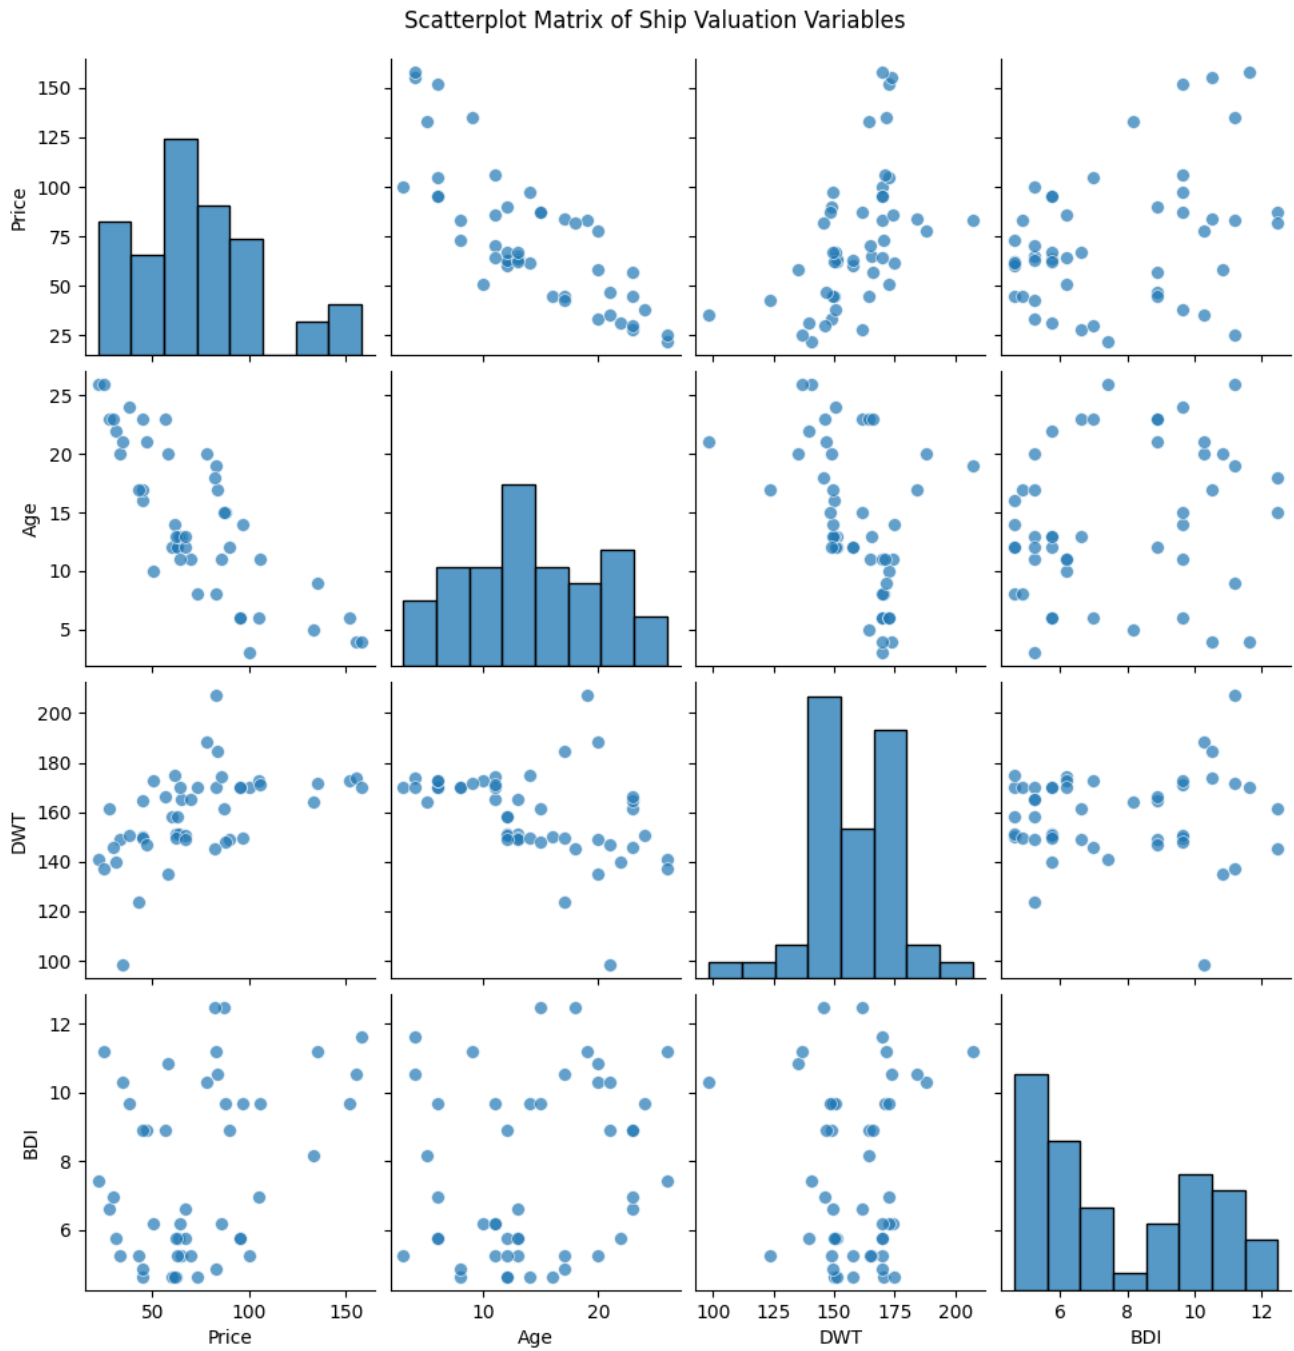 Scatterplot Matrix of Ship Valuation Variables
150
125
100
75
50
25
Price
25
20
15
10
5
Age
200
180
160
140
120
100
DWT
12
10
8
6
BDI
50 100 150
10 20
100 125 150 175 200
6 8 10 12
Price Age DWT BDI